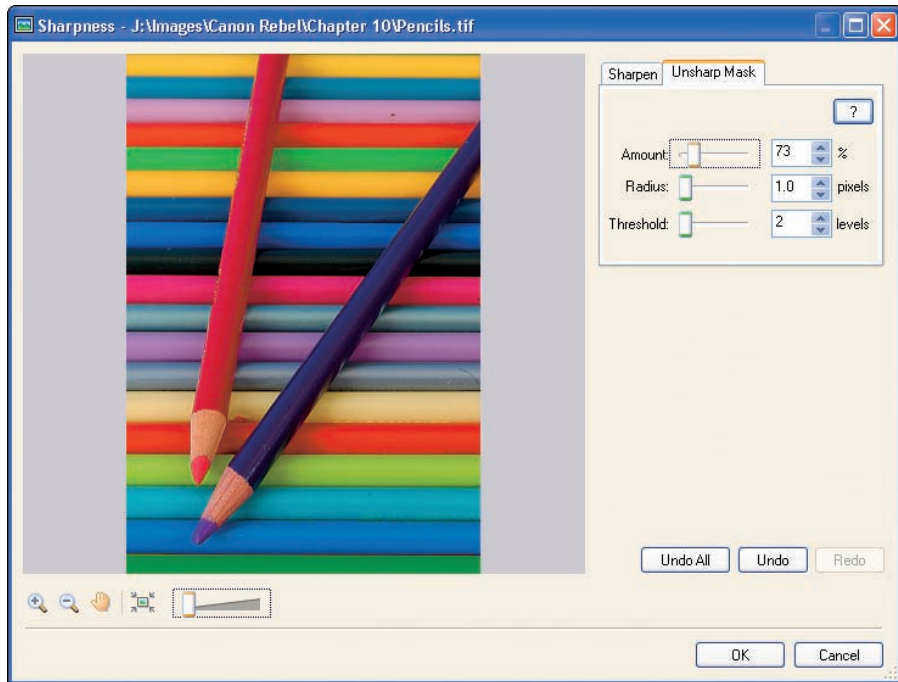 Sharpness - J:\Images\Canon Rebel\Chapter 10\Pencils.tif
Sharpen
Unsharp Mask
?
Amount: 73 %
Radius: 1.0 pixels
Threshold: 2 levels
Undo All
Undo
Redo
OK
Cancel